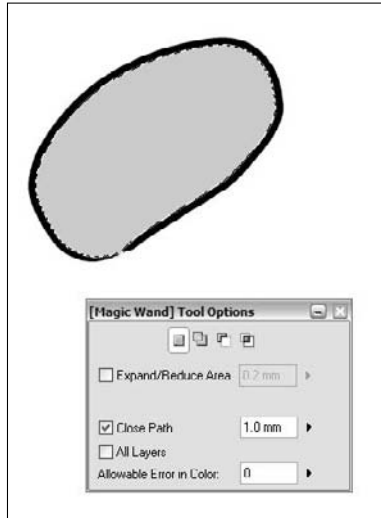 [Magic Wand] Tool Options
Expand/Reduce Area 0.2 mm
Close Path 1.0 mm
All Layers
Allowable Error in Color: 0